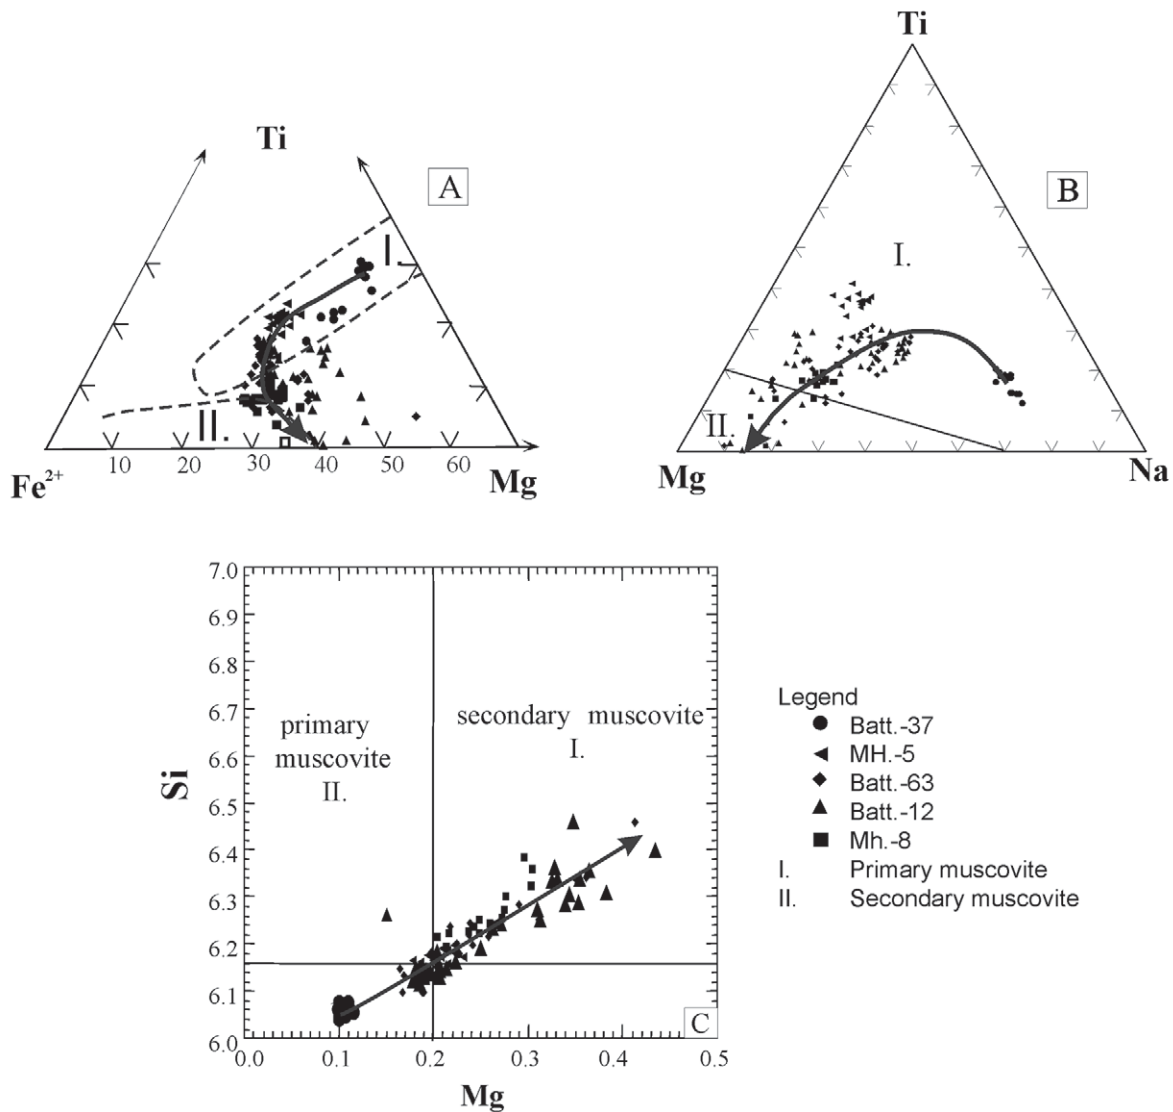 Ti
A
I.
II.
10 20 30 40 50 60
Fe²⁺
Mg
Ti
B
I.
II.
Mg
Na
7.0
6.9
6.8
6.7
6.6
6.5
6.4
6.3
6.2
6.1
6.0
Si
primary
muscovite
II.
secondary muscovite
I.
C
0.0 0.1 0.2 0.3 0.4 0.5
Mg
Legend
Batt.-37
MH.-5
Batt.-63
Batt.-12
Mh.-8
I. Primary muscovite
II. Secondary muscovite